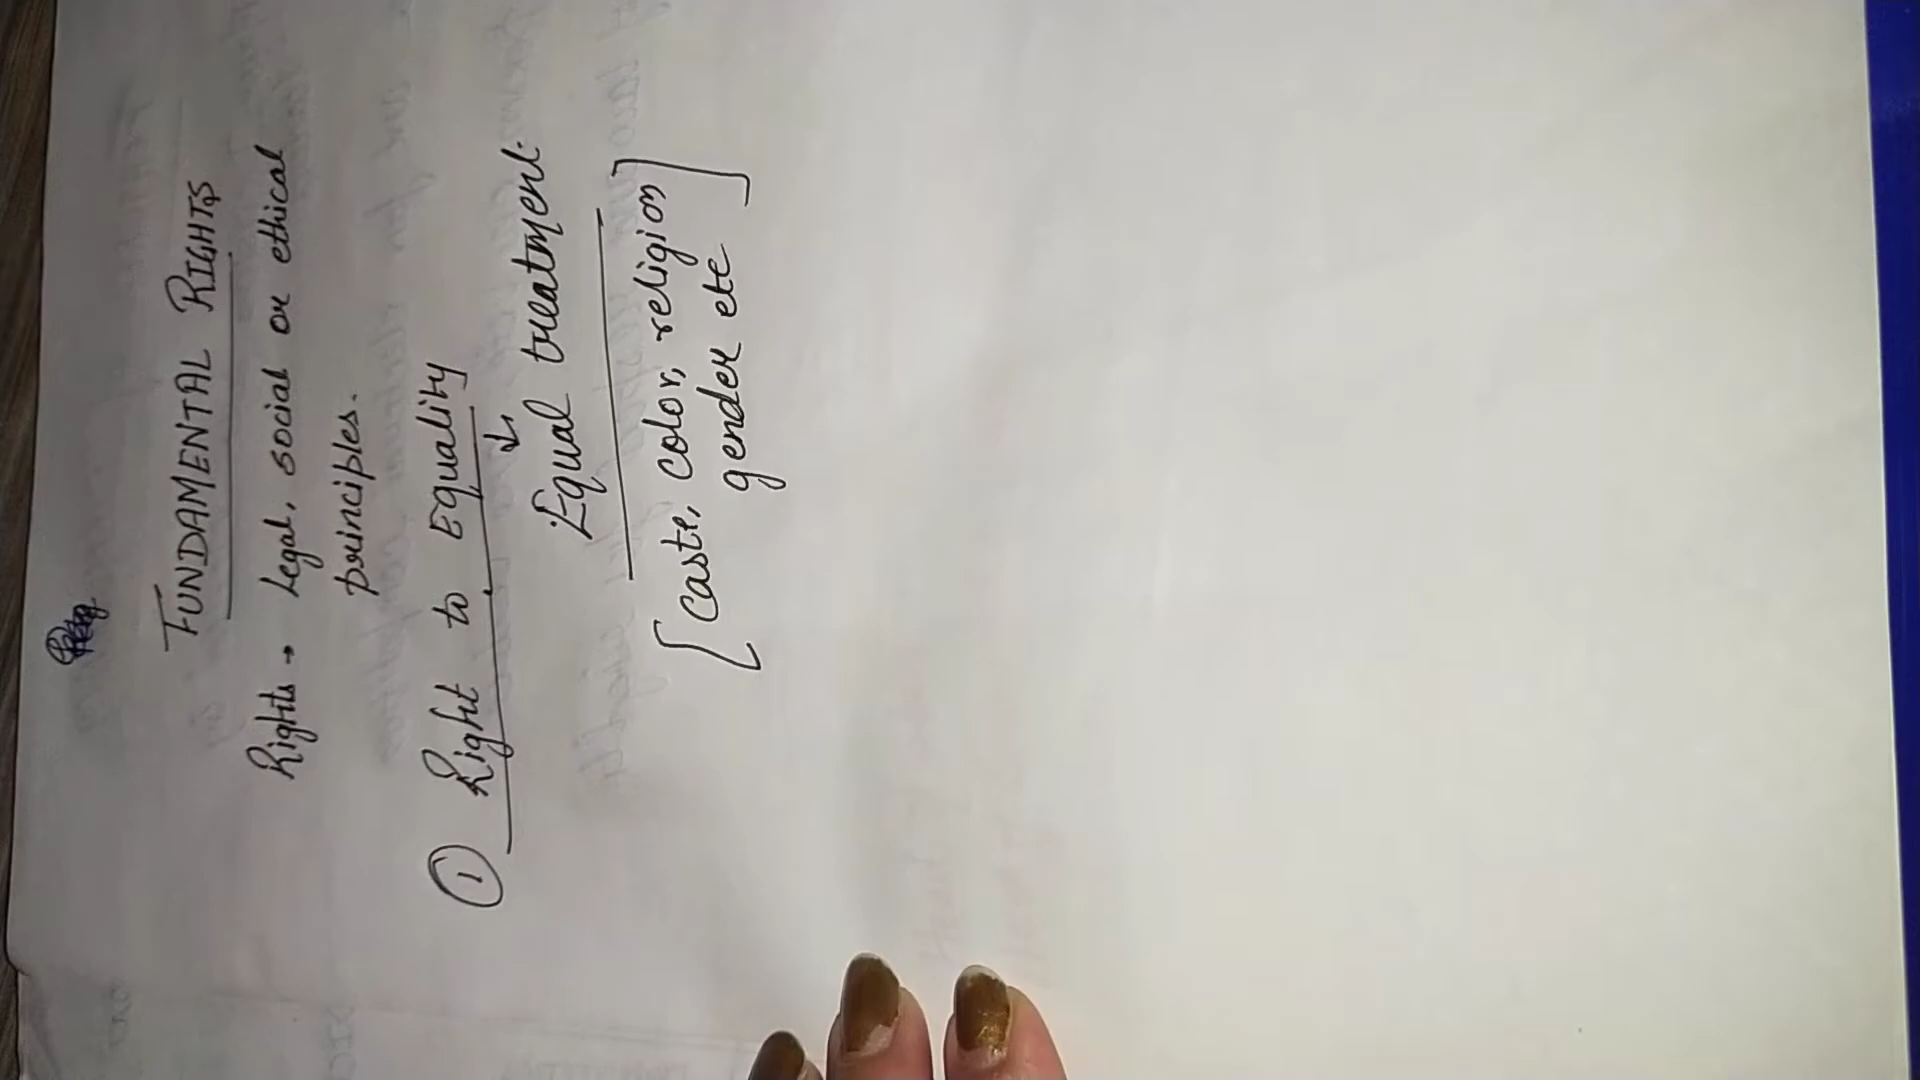 FUNDAMENTAL RIGHTS
Rights → Legal, social or ethical
principles.
① Right to Equality
↓
Equal treatment.
[caste, color, religion
gender etc]